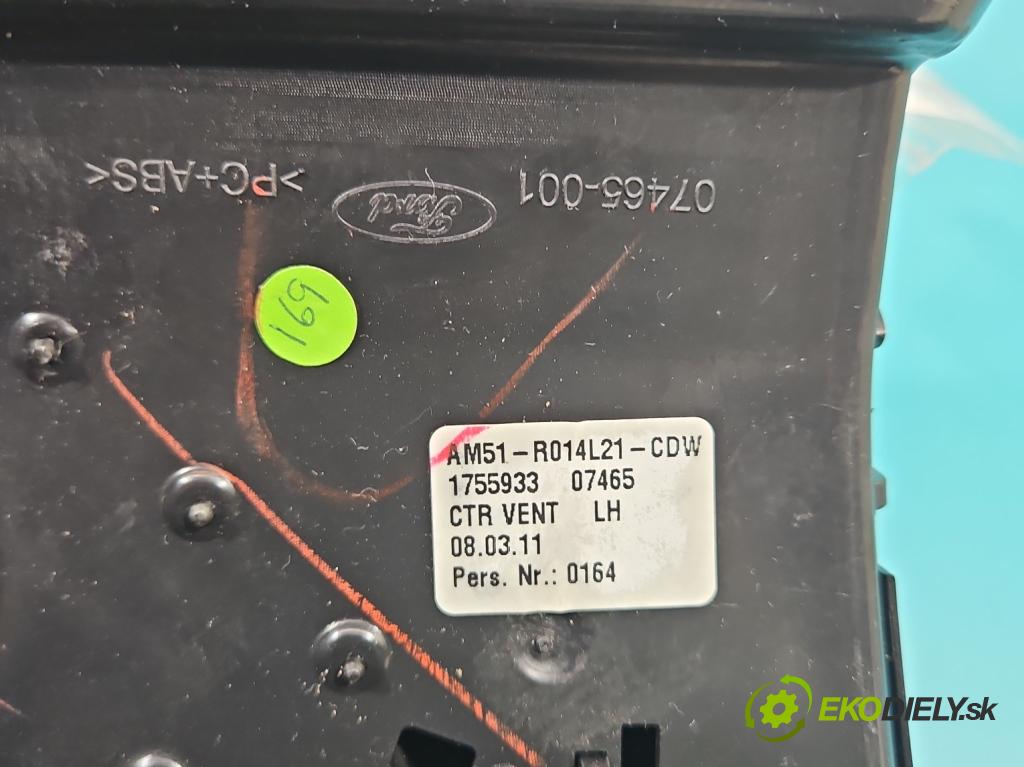 >PC+ABS<
Ford
07465-001
169
AM51-R014L21-CDW
1755933 07465
CTR VENT LH
08.03.11
Pers. Nr.: 0164
EKODIELY.sk